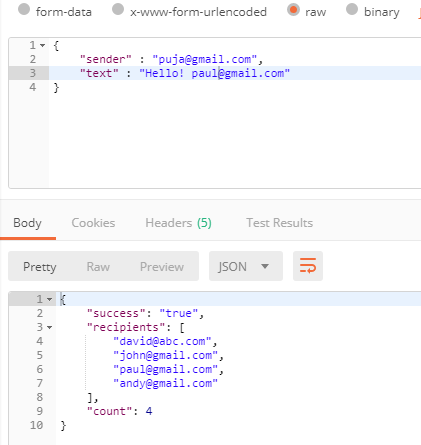 form-data x-www-form-urlencoded raw binary
1 {
2 "sender" : "puja@gmail.com",
3 "text" : "Hello! paul@gmail.com"
4 }
Body Cookies Headers (5) Test Results
Pretty Raw Preview JSON
1 {
2 "success": "true",
3 "recipients": [
4 "david@abc.com",
5 "john@gmail.com",
6 "paul@gmail.com",
7 "andy@gmail.com"
8 ],
9 "count": 4
10 }